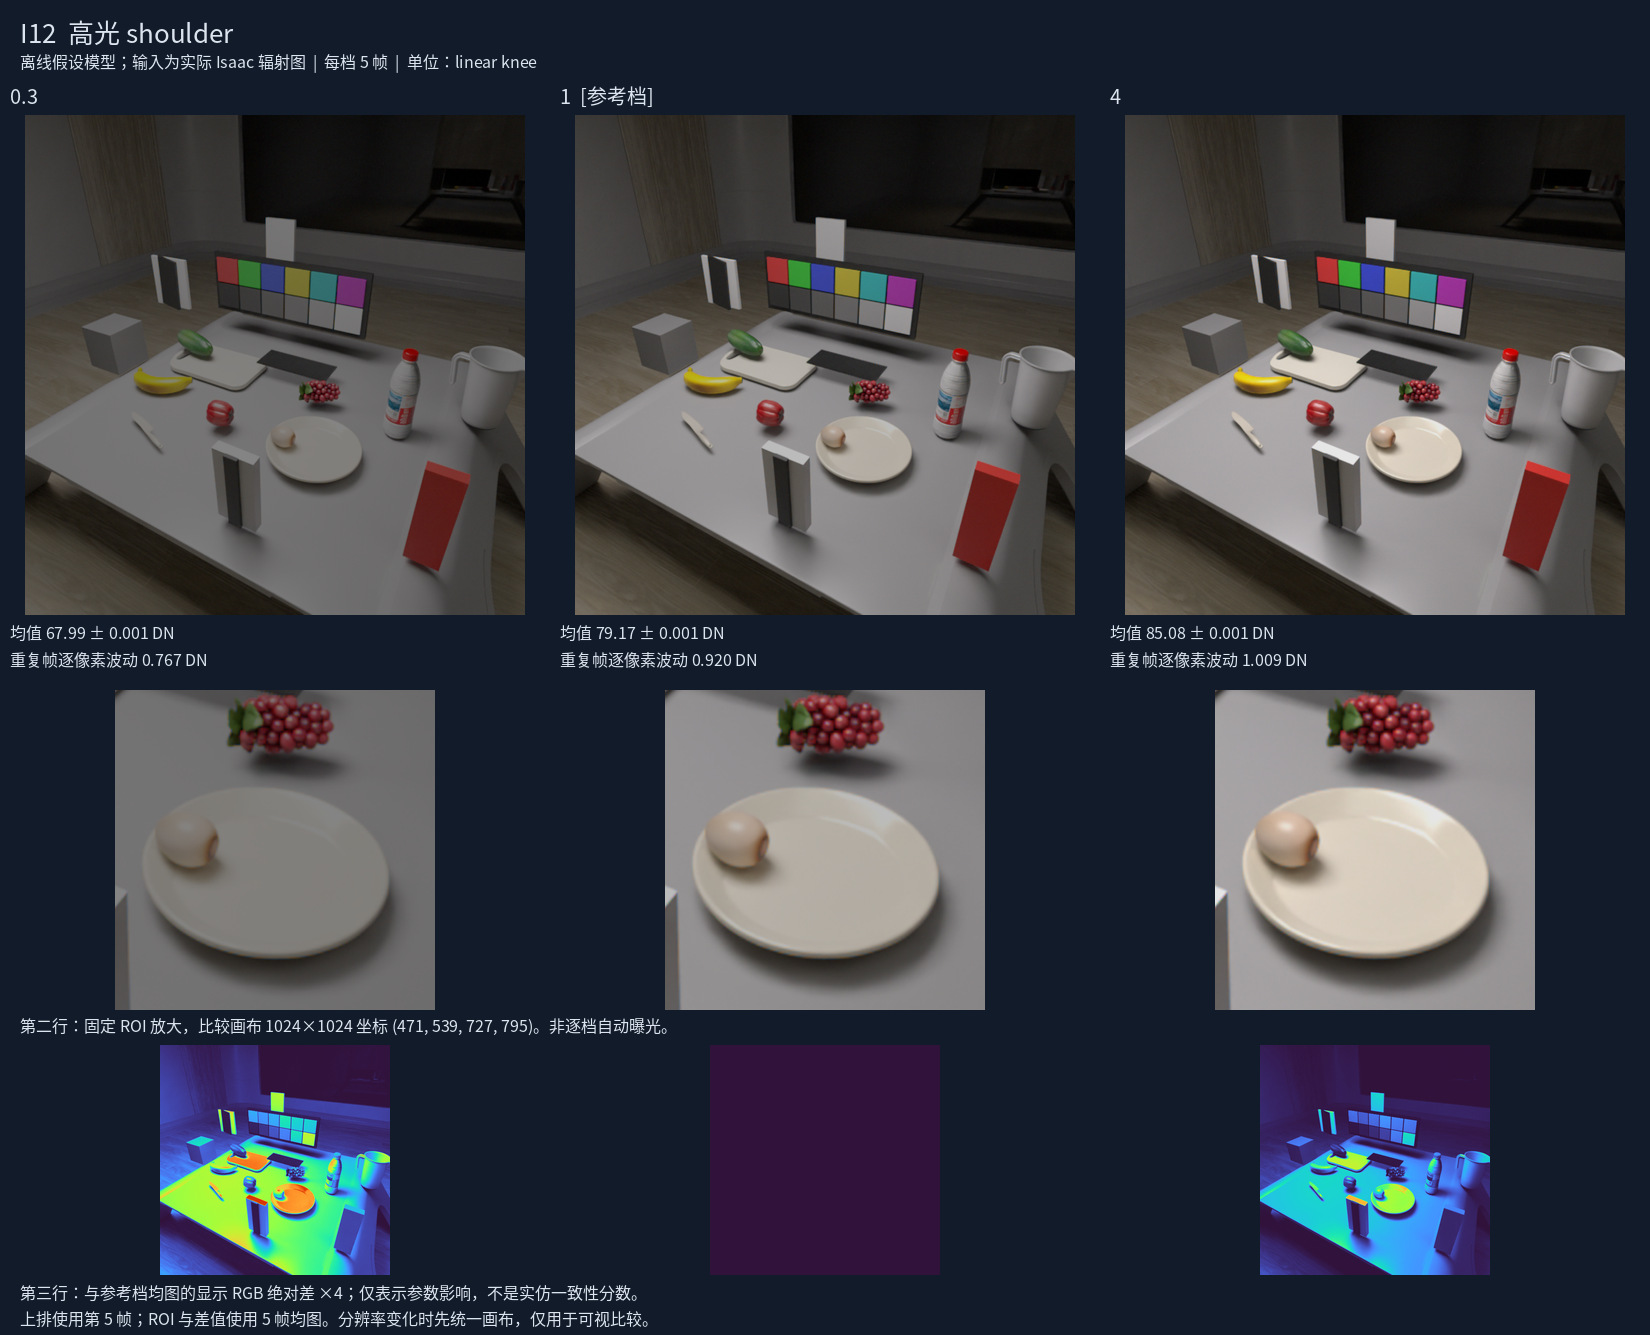 I12 高光 shoulder
离线假设模型；输入为实际 Isaac 辐射图 | 每档 5 帧 | 单位：linear knee
0.3
1 [参考档]
4
均值 67.99 ± 0.001 DN
重复帧逐像素波动 0.767 DN
均值 79.17 ± 0.001 DN
重复帧逐像素波动 0.920 DN
均值 85.08 ± 0.001 DN
重复帧逐像素波动 1.009 DN
第二行：固定 ROI 放大，比较画布 1024×1024 坐标 (471, 539, 727, 795)。非逐档自动曝光。
第三行：与参考档均图的显示 RGB 绝对差 ×4；仅表示参数影响，不是实仿一致性分数。
上排使用第 5 帧；ROI 与差值使用 5 帧均图。分辨率变化时先统一画布，仅用于可视比较。